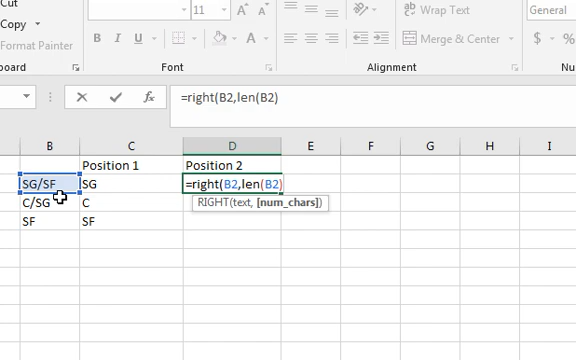 Cut
11
ab
Wrap Text
General
Copy
Format Painter
B I U
A
Merge & Center
$ %
board
Font
Alignment
Nu
fx
=right(B2,len(B2)
B C D E F G H I
Position 1 Position 2
SG/SF SG =right(B2,len(B2)
C/SG C
RIGHT(text, [num_chars])
SF SF